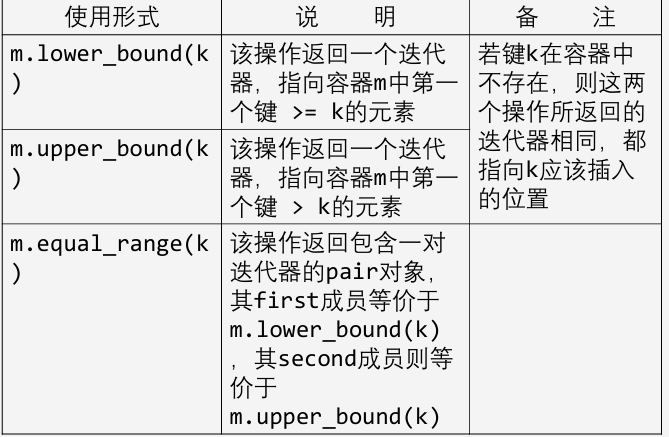 使用形式
说 明
备 注
m.lower_bound(k
)
该操作返回一个迭代
器，指向容器m中第一
个键 >= k的元素
若键k在容器中
不存在，则这两
个操作所返回的
迭代器相同，都
指向k应该插入
的位置
m.upper_bound(k
)
该操作返回一个迭代
器，指向容器m中第一
个键 > k的元素
m.equal_range(k
)
该操作返回包含一对
迭代器的pair对象，
其first成员等价于
m.lower_bound(k)
，其second成员则等
价于
m.upper_bound(k)